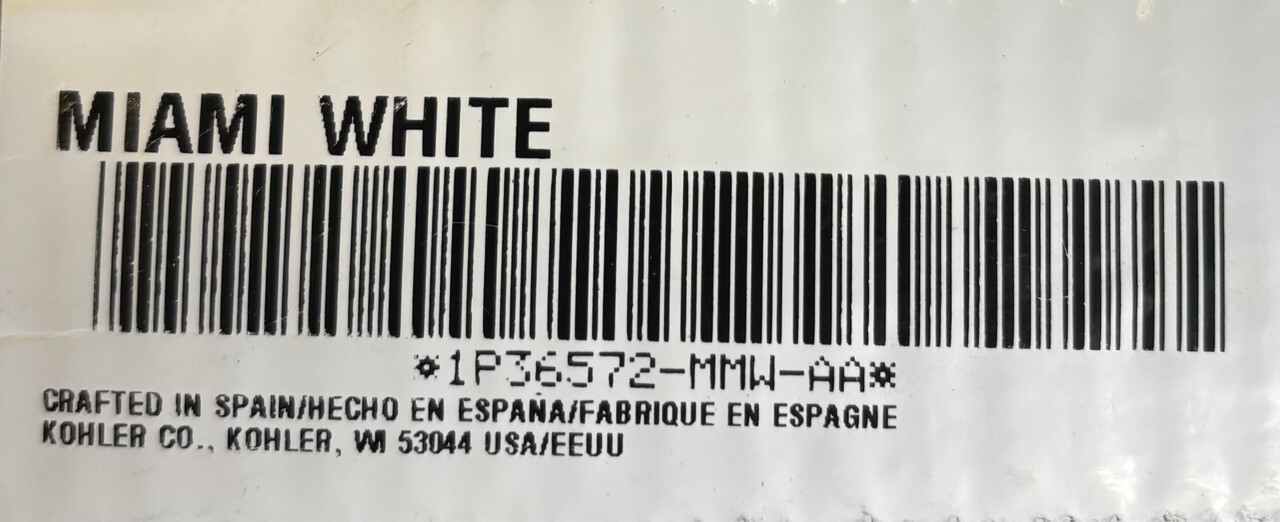 MIAMI WHITE
*1P36572-MMW-AA*
CRAFTED IN SPAIN/HECHO EN ESPAÑA/FABRIQUE EN ESPAGNE
KOHLER CO., KOHLER, WI 53044 USA/EEUU